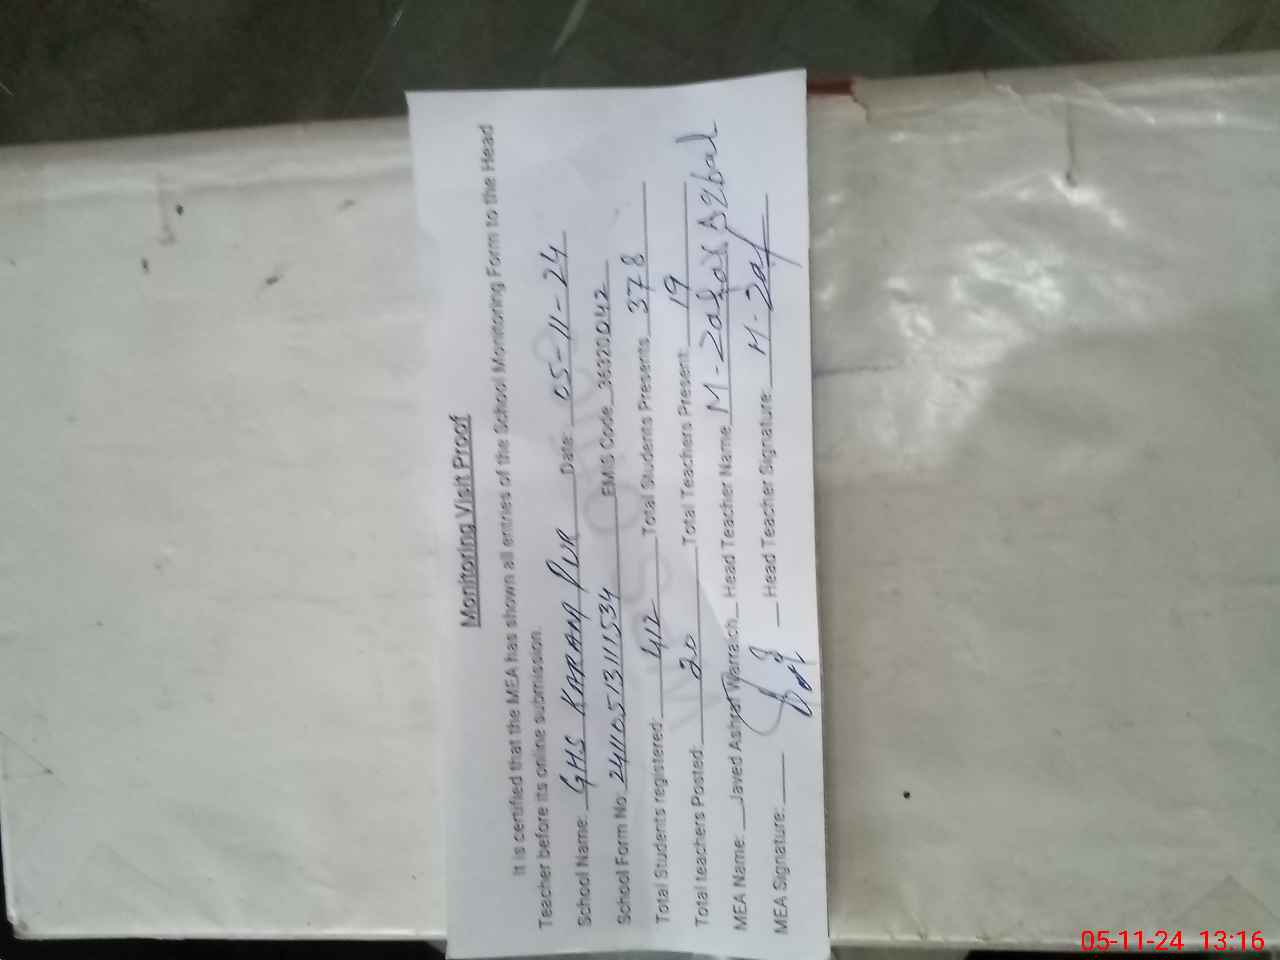 Monitoring Visit Proof
It is certified that the MEA has shown all entries of the School Monitoring Form to the Head
Teacher before its online submission.
School Name: GHS KARAM PUR Date: 05-11-24
School Form No. 2411051311534 EMIS Code 36320042
Total Students registered: 412 Total Students Presents 378
Total teachers Posted: 20 Total Teachers Present: 19
MEA Name: Javed Ashraf Warraich Head Teacher Name M-Zafar Iqbal
MEA Signature: Head Teacher Signature: M-Zaf
05-11-24 13:16